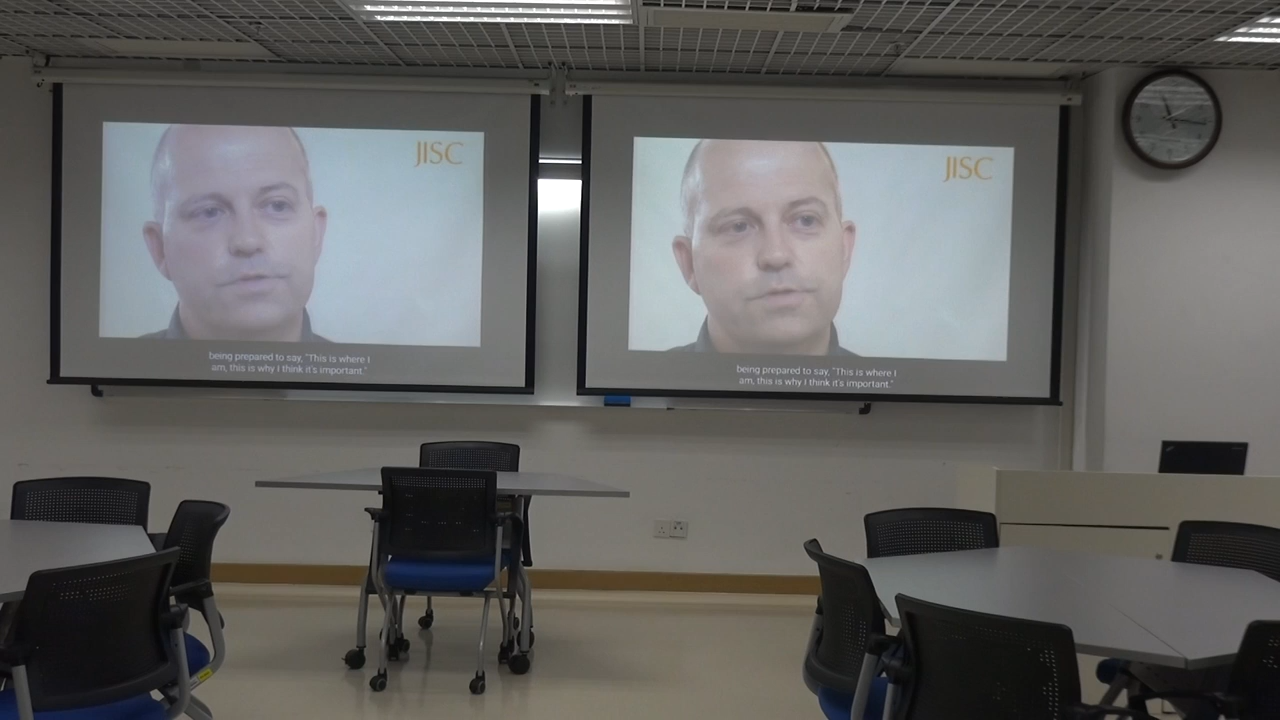 JISC
being prepared to say, "This is where I
am, this is why I think it's important."
JISC
being prepared to say, "This is where I
am, this is why I think it's important."